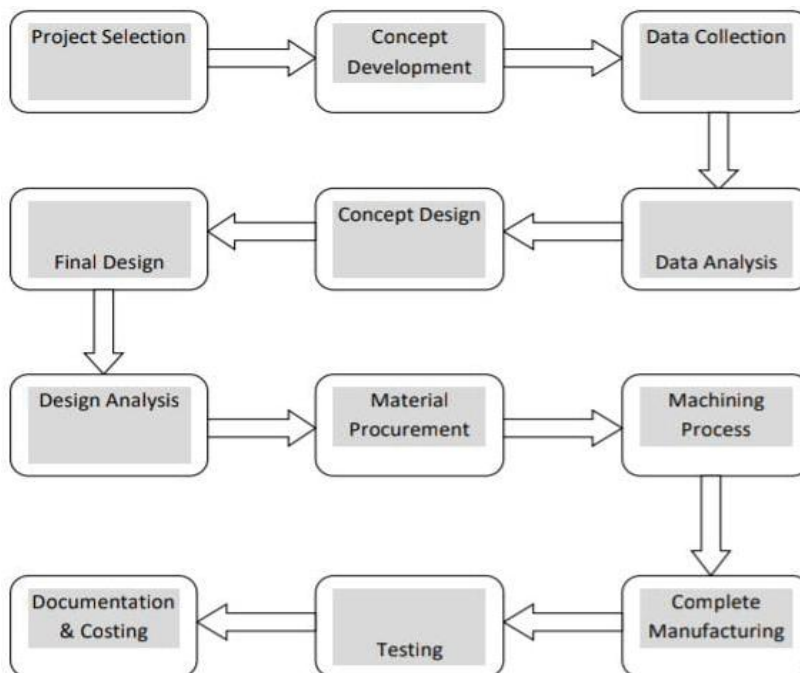 Project Selection
Concept
Development
Data Collection
Data Analysis
Concept Design
Final Design
Design Analysis
Material
Procurement
Machining
Process
Complete
Manufacturing
Testing
Documentation
& Costing